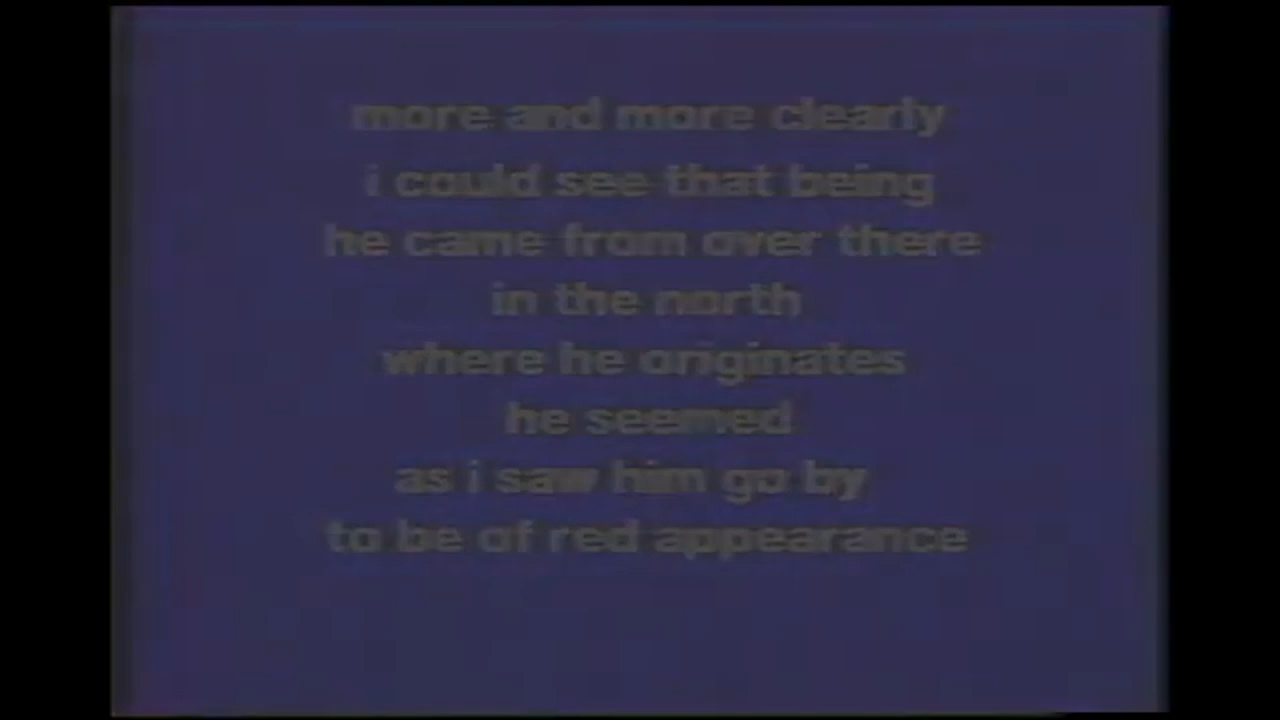 more and more clearly
i could see that being
he came from over there
in the north
where he originates
he seemed
as i saw him go by
to be of red appearance